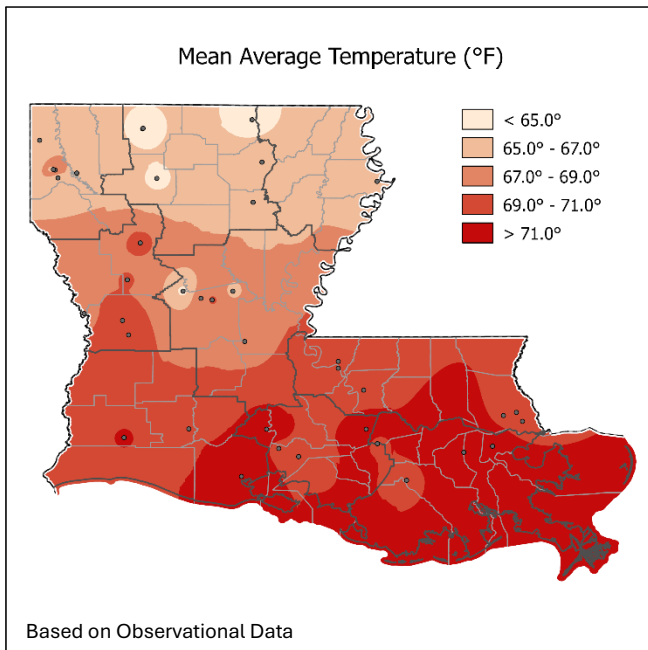 Mean Average Temperature (°F)
< 65.0°
65.0° - 67.0°
67.0° - 69.0°
69.0° - 71.0°
> 71.0°
Based on Observational Data